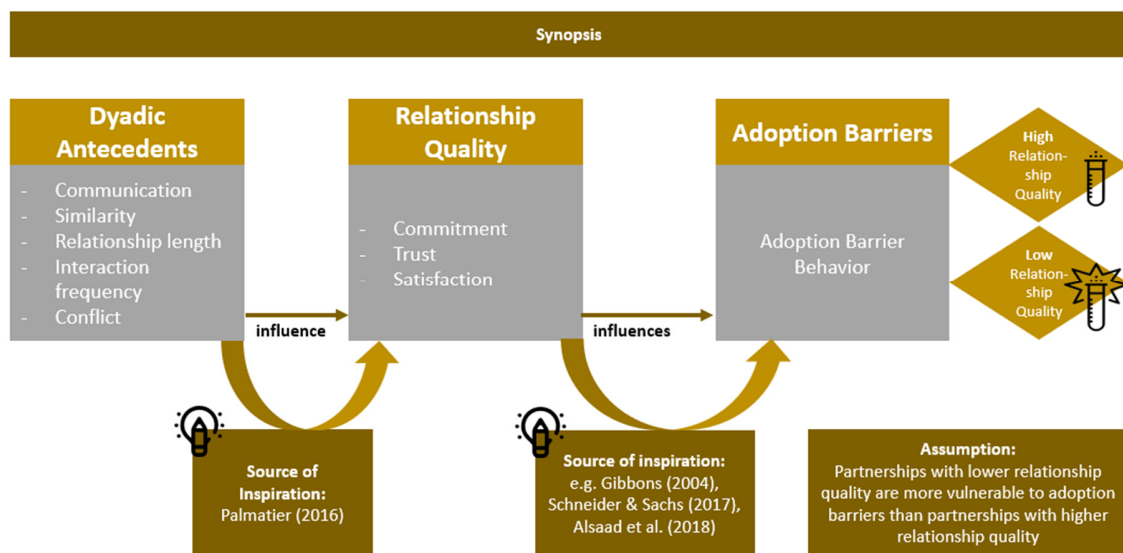 Synopsis
Dyadic
Antecedents
- Communication
- Similarity
- Relationship length
- Interaction
frequency
- Conflict
influence
Relationship
Quality
- Commitment
- Trust
- Satisfaction
influences
Adoption Barriers
Adoption Barrier
Behavior
High
Relation-
ship
Quality
Low
Relation-
ship
Quality
Source of
Inspiration:
Palmatier (2016)
Source of inspiration:
e.g. Gibbons (2004),
Schneider & Sachs (2017),
Alsaad et al. (2018)
Assumption:
Partnerships with lower relationship
quality are more vulnerable to adoption
barriers than partnerships with higher
relationship quality